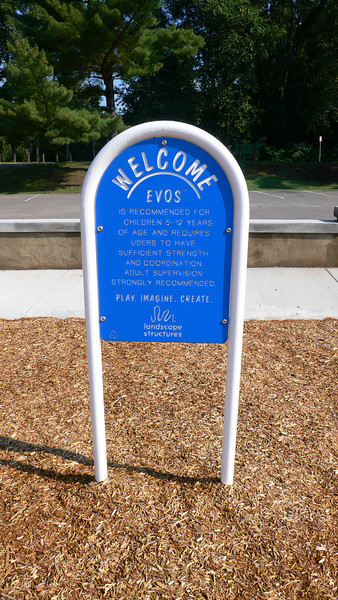 WELCOME
EVOS
IS RECOMMENDED FOR
CHILDREN 5-12 YEARS
OF AGE AND REQUIRES
USERS TO HAVE
SUFFICIENT STRENGTH
AND COORDINATION.
ADULT SUPERVISION
STRONGLY RECOMMENDED.
PLAY. IMAGINE. CREATE.
landscape
structures